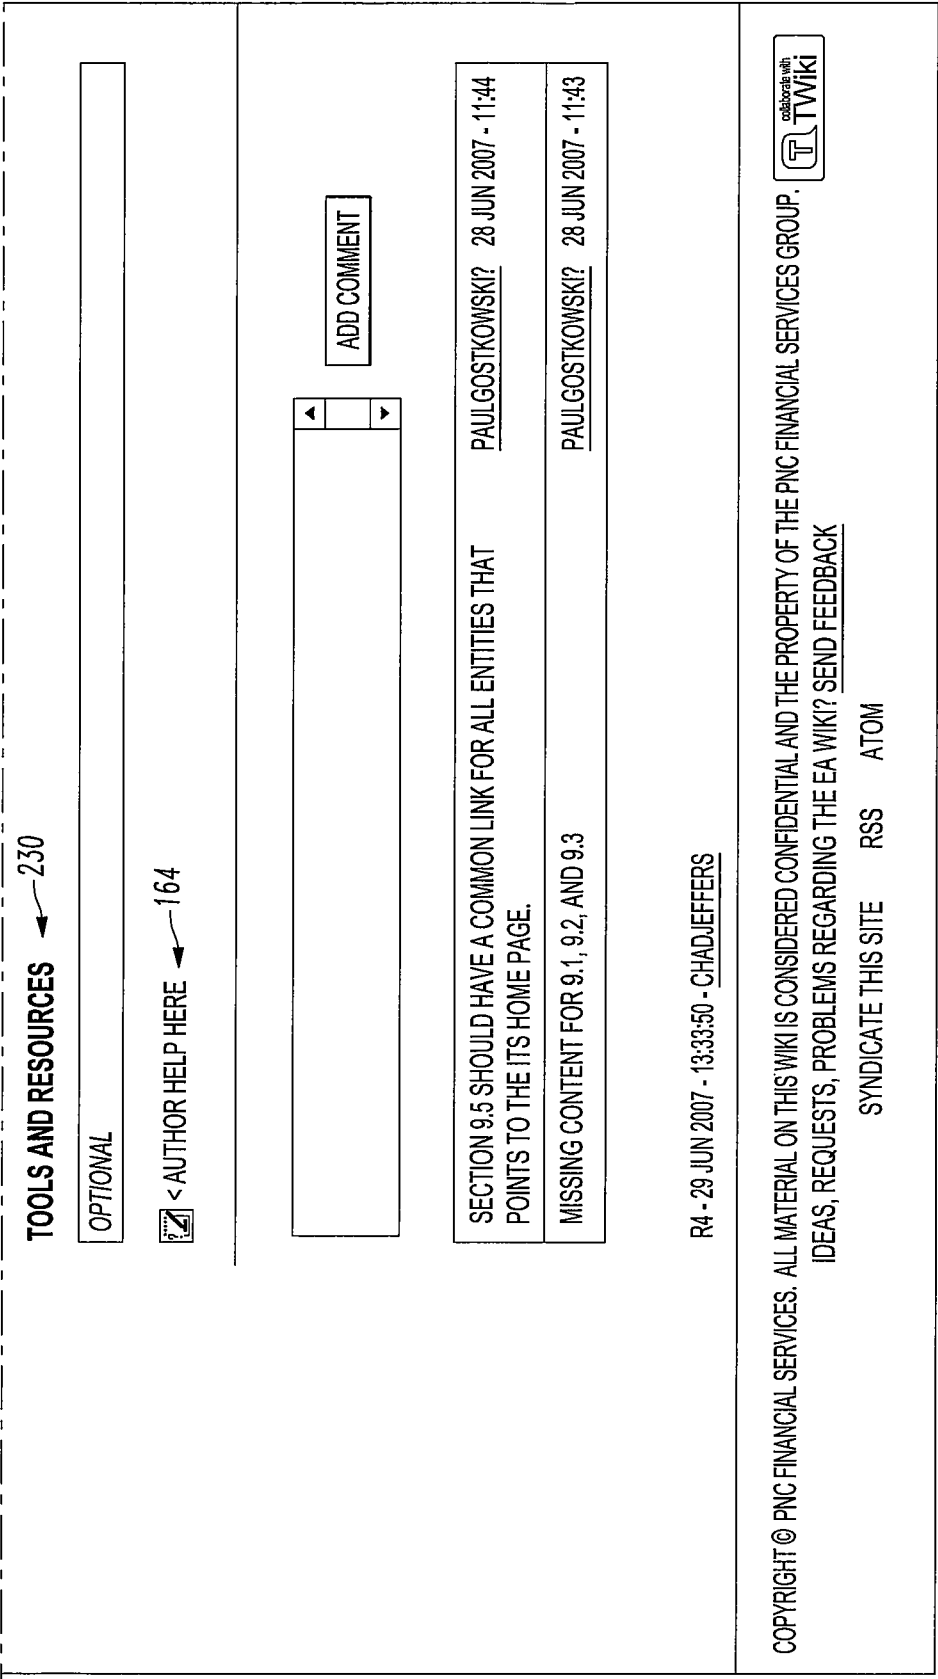 TOOLS AND RESOURCES 230
OPTIONAL
< AUTHOR HELP HERE 164
ADD COMMENT
SECTION 9.5 SHOULD HAVE A COMMON LINK FOR ALL ENTITIES THAT
POINTS TO THE ITS HOME PAGE.
PAULGOSTKOWSKI? 28 JUN 2007 - 11:44
MISSING CONTENT FOR 9.1, 9.2, AND 9.3
PAULGOSTKOWSKI? 28 JUN 2007 - 11:43
R4 - 29 JUN 2007 - 13:33:50 - CHADJEFFERS
COPYRIGHT © PNC FINANCIAL SERVICES. ALL MATERIAL ON THIS WIKI IS CONSIDERED CONFIDENTIAL AND THE PROPERTY OF THE PNC FINANCIAL SERVICES GROUP.
IDEAS, REQUESTS, PROBLEMS REGARDING THE EA WIKI? SEND FEEDBACK
collaborate with
T TWiki
SYNDICATE THIS SITE RSS ATOM